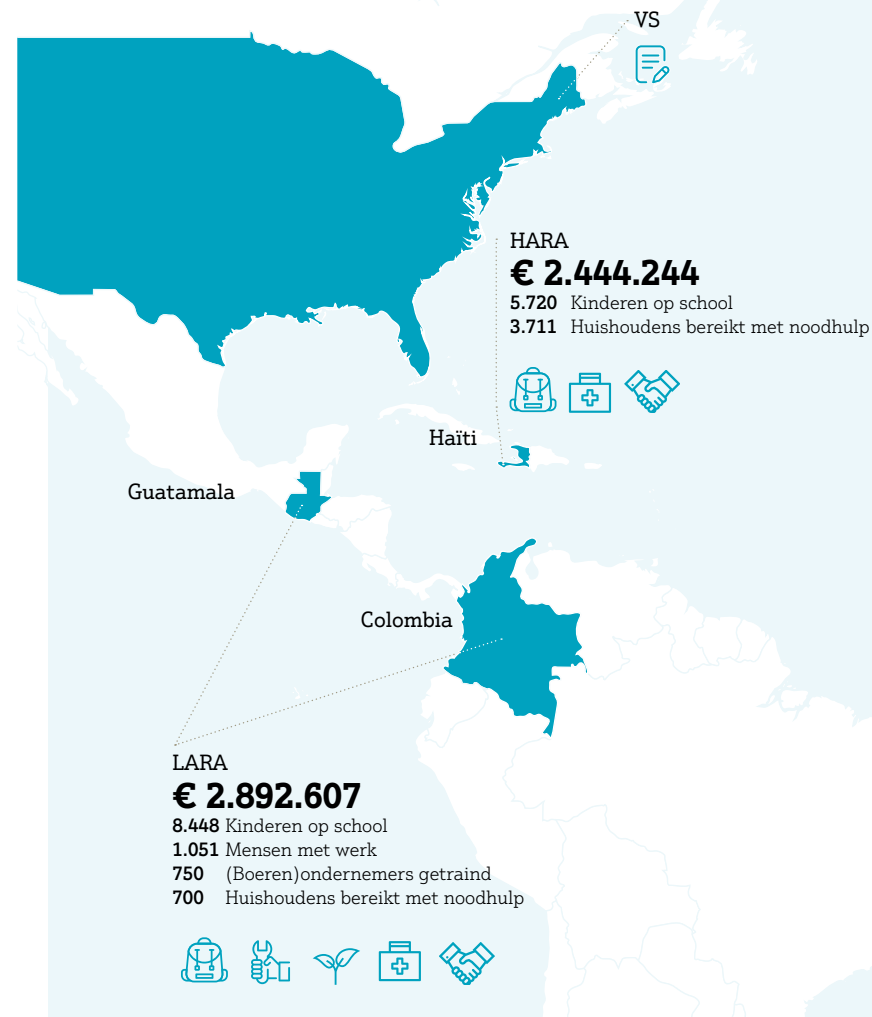 VS
HARA
€ 2.444.244
5.720 Kinderen op school
3.711 Huishoudens bereikt met noodhulp
Haïti
Guatamala
Colombia
LARA
€ 2.892.607
8.448 Kinderen op school
1.051 Mensen met werk
750 (Boeren)ondernemers getraind
700 Huishoudens bereikt met noodhulp